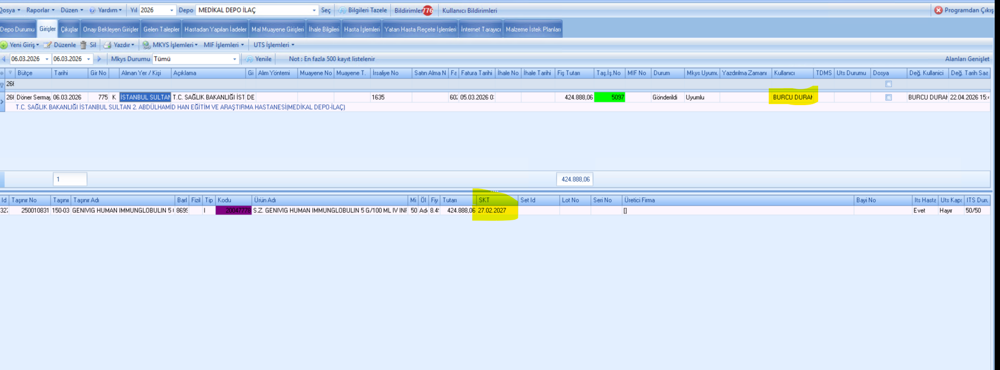 Dosya Raporlar Düzen Yardım Yıl 2026 Depo MEDİKAL DEPO İLAÇ Seç Bilgileri Tazele Bildirimler 776 Kullanıcı Bildirimleri Programdan Çıkış
Depo Durumu Girişler Çıkışlar Onay Bekleyen Girişler Gelen Talepler Hastadan Yapılan İadeler Mal Muayene Girişleri İhale Bilgileri Hasta İşlemleri Yatan Hasta Reçete İşlemleri İnternet Tarayıcı Malzeme İstek Planları
Yeni Giriş Düzenle Sil Yazdır MKYS İşlemleri MIF İşlemleri UTS İşlemleri
06.03.2026 06.03.2026 Mkys Durumu Tümü Yenile Not : En fazla 500 kayıt listelenir Alanları Genişlet
Bütçe Tarihi Gir No Alınan Yer / Kişi Açıklama Gi Alım Yöntemi Muayene No Muayene T. İrsaliye No Satın Alma N Fa Fatura Tarihi İhale No İhale Tarihi Fiş Tutarı Taş.İş.No MIF No Durum Mkys Uyumu Yazdırılma Zamanı Kullanıcı TDMS Uts Durumu Dosya Değ. Kullanici Değ. Tarih Saa
266
266 Döner Sermay 06.03.2026 775 K İSTANBUL SULTAN T.C. SAĞLIK BAKANLIĞI İST DE 1635 602 05.03.2026 0: 424.888,06 5097 Gönderildi Uyumlu BURCU DURAK BURCU DURAK 22.04.2026 15:
T.C. SAĞLIK BAKANLIĞI İSTANBUL SULTAN 2. ABDÜLHAMİD HAN EĞİTİM VE ARAŞTIRMA HASTANESİ(MEDİKAL DEPO-İLAÇ)
1 424.888,06
Id Taşınır No Taşınır Taşınır Adı Barl Fizil Tip Kodu Ürün Adı Mi Öl Fiy Tutarı SKT Set Id Lot No Seri No Üretici Firma Bayi No Its Hasta Uts Kaps ITS Duru
327 250010831 150-03 GENIVIG HUMAN IMMUNGLOBULIN 5 8699 I 20047778 S.Z. GENIVIG HUMAN IMMUNGLOBULIN 5 G/100 ML IV INF 50 Ad 8.4 424.888,06 27.02.2027 [] Evet Hayır 50/50